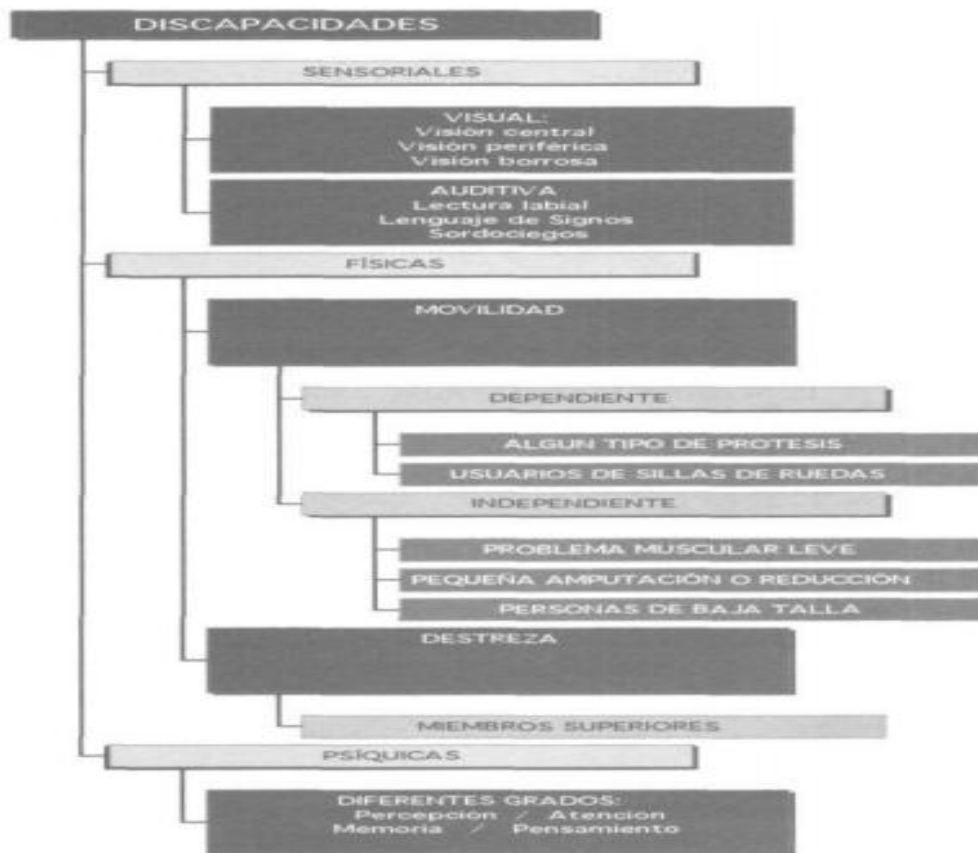 DISCAPACIDADES
SENSORIALES
VISUAL:
Visión central
Visión periférica
Visión borrosa
AUDITIVA
Lectura labial
Lenguaje de Signos
Sordociegos
FÍSICAS
MOVILIDAD
DEPENDIENTE
ALGUN TIPO DE PROTESIS
USUARIOS DE SILLAS DE RUEDAS
INDEPENDIENTE
PROBLEMA MUSCULAR LEVE
PEQUEÑA AMPUTACIÓN O REDUCCIÓN
PERSONAS DE BAJA TALLA
DESTREZA
MIEMBROS SUPERIORES
PSÍQUICAS
DIFERENTES GRADOS:
Percepción / Atencion
Memoria / Pensamiento